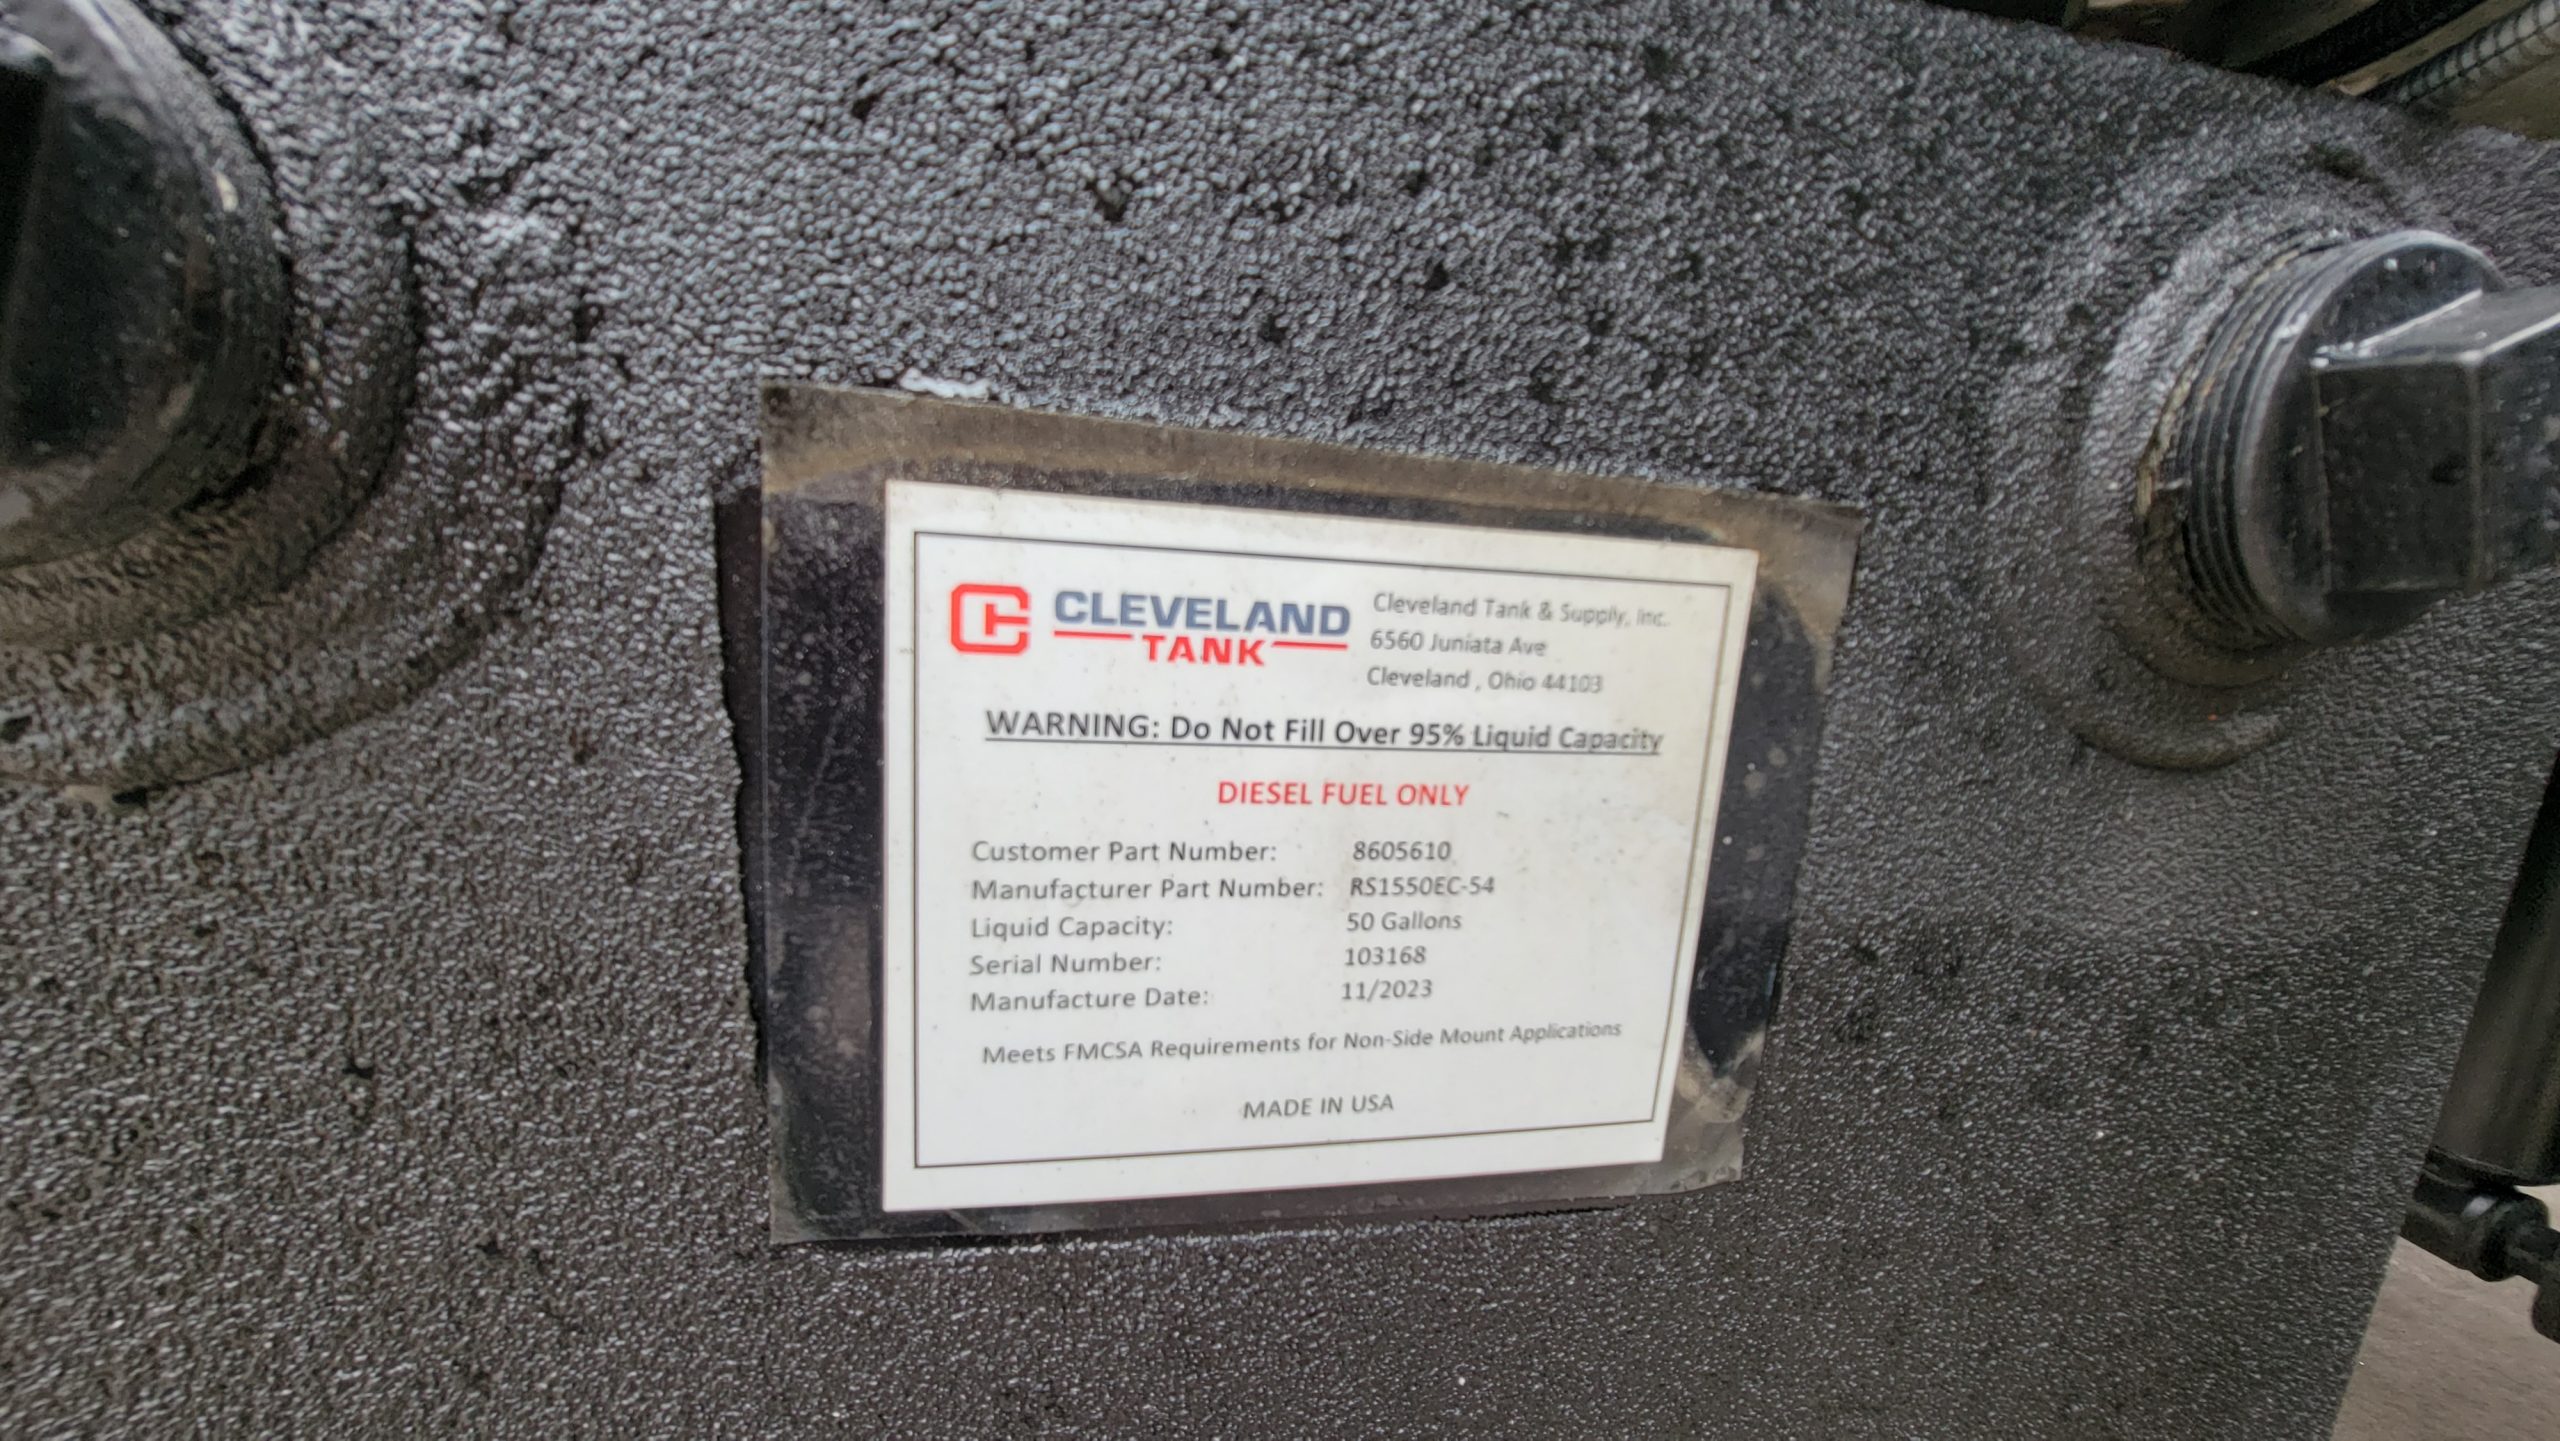 CLEVELAND
TANK
Cleveland Tank & Supply, Inc.
6560 Juniata Ave
Cleveland , Ohio 44103
WARNING: Do Not Fill Over 95% Liquid Capacity
DIESEL FUEL ONLY
Customer Part Number: 8605610
Manufacturer Part Number: RS1550EC-54
Liquid Capacity: 50 Gallons
Serial Number: 103168
Manufacture Date: 11/2023
Meets FMCSA Requirements for Non-Side Mount Applications
MADE IN USA